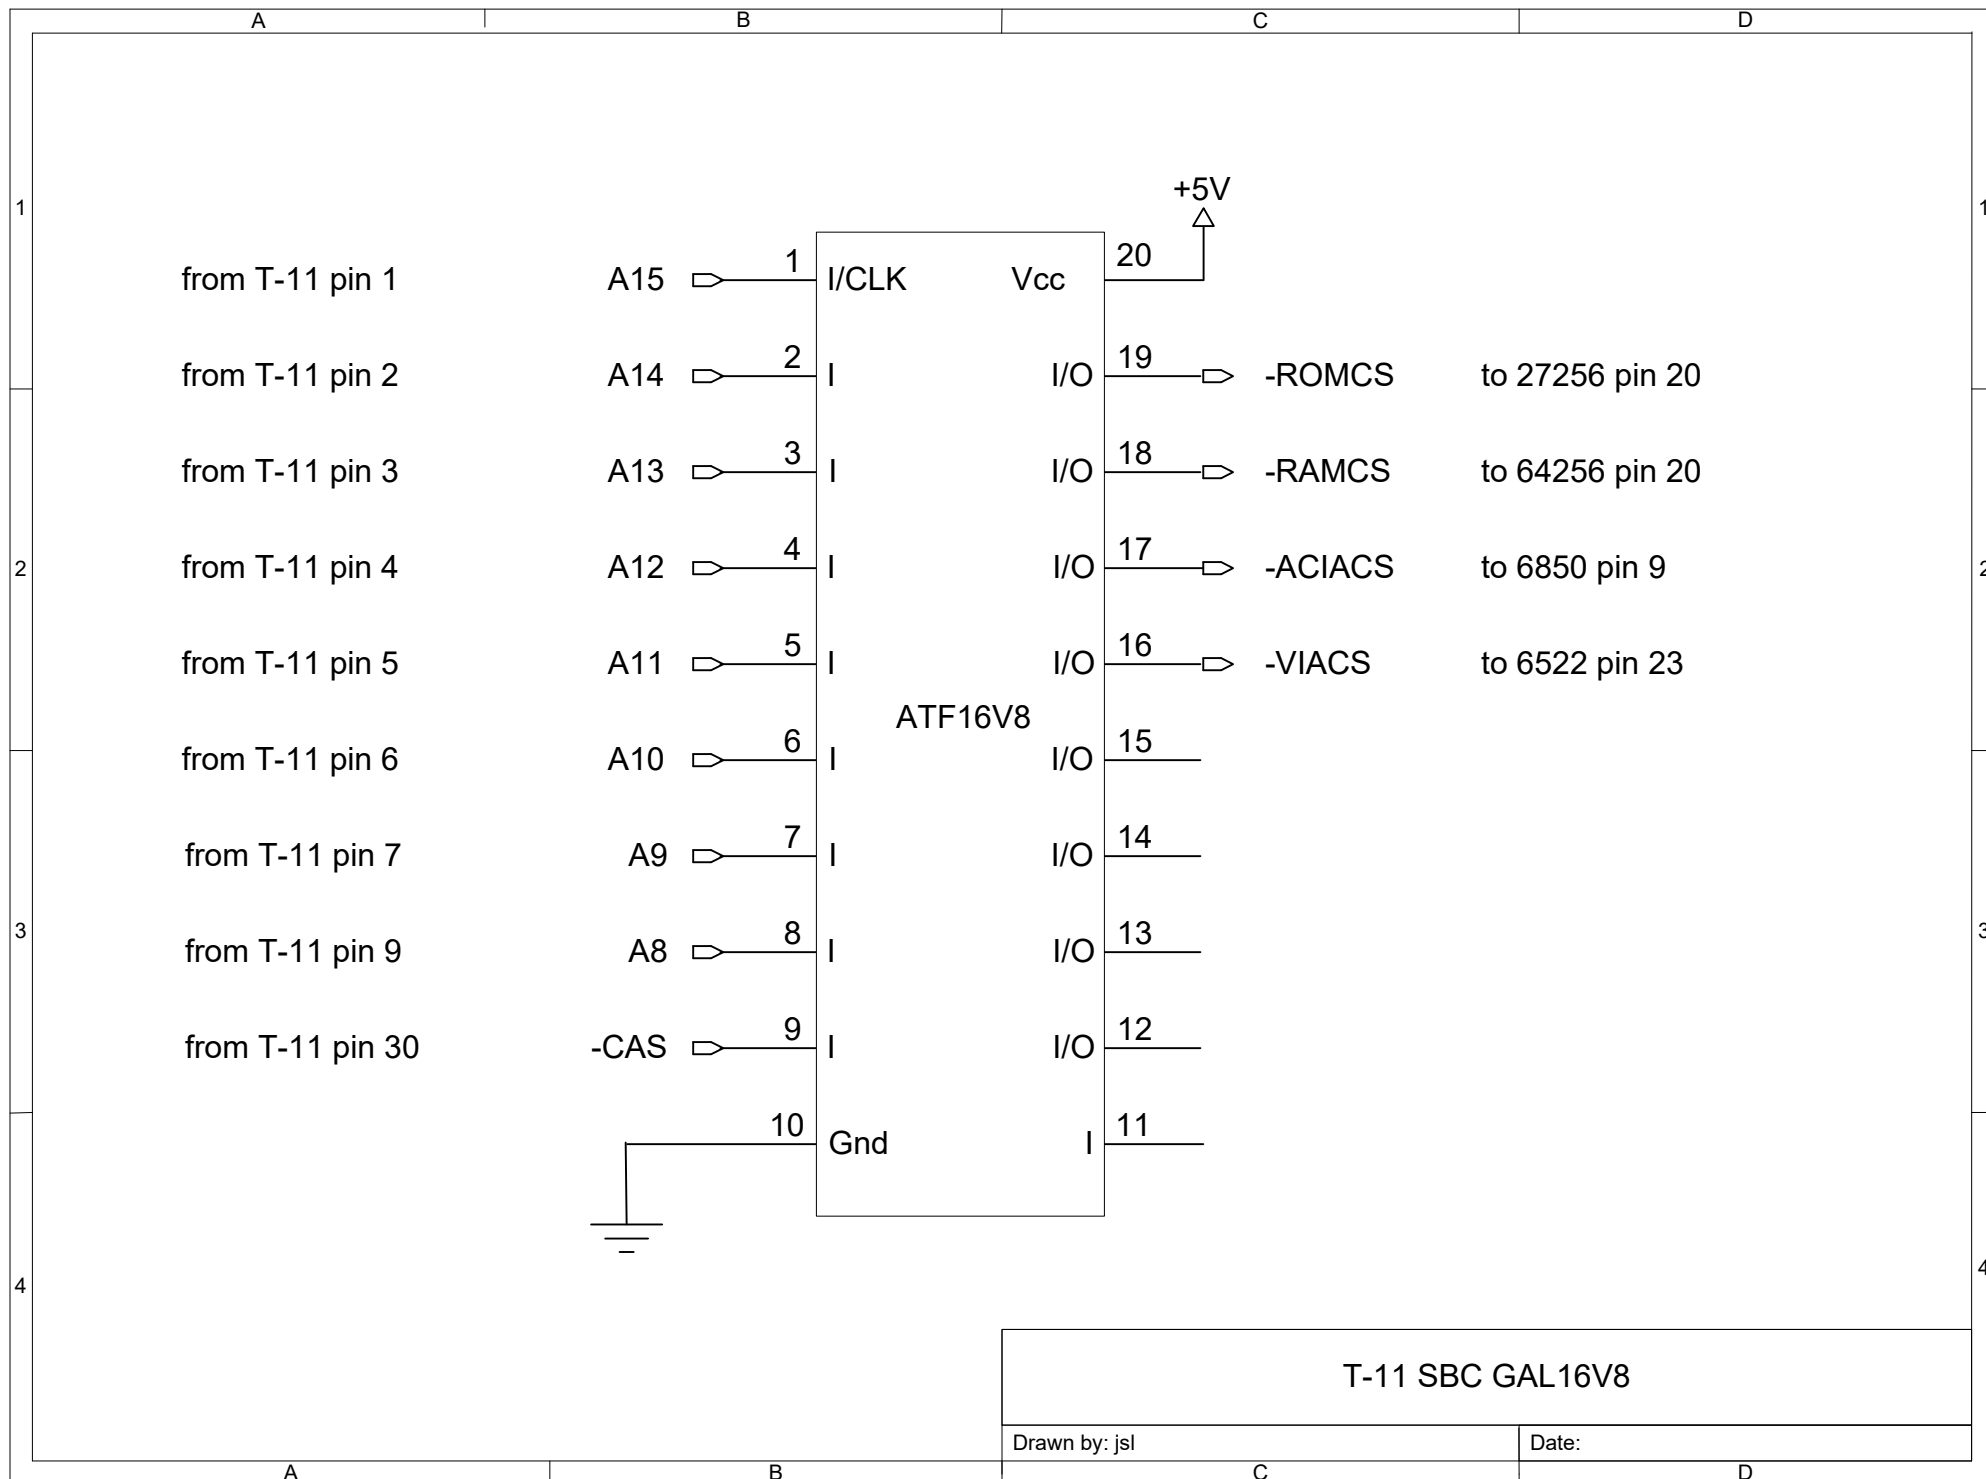 A B C D
+5V
1 1
from T-11 pin 1 A15 1 I/CLK Vcc 20
from T-11 pin 2 A14 2 I I/O 19 -ROMCS to 27256 pin 20
from T-11 pin 3 A13 3 I I/O 18 -RAMCS to 64256 pin 20
from T-11 pin 4 A12 4 I I/O 17 -ACIACS to 6850 pin 9
2 2
from T-11 pin 5 A11 5 I I/O 16 -VIACS to 6522 pin 23
ATF16V8
from T-11 pin 6 A10 6 I I/O 15
from T-11 pin 7 A9 7 I I/O 14
3 3
from T-11 pin 9 A8 8 I I/O 13
from T-11 pin 30 -CAS 9 I I/O 12
10 Gnd I 11
4 4
T-11 SBC GAL16V8
Drawn by: jsl Date:
A B C D